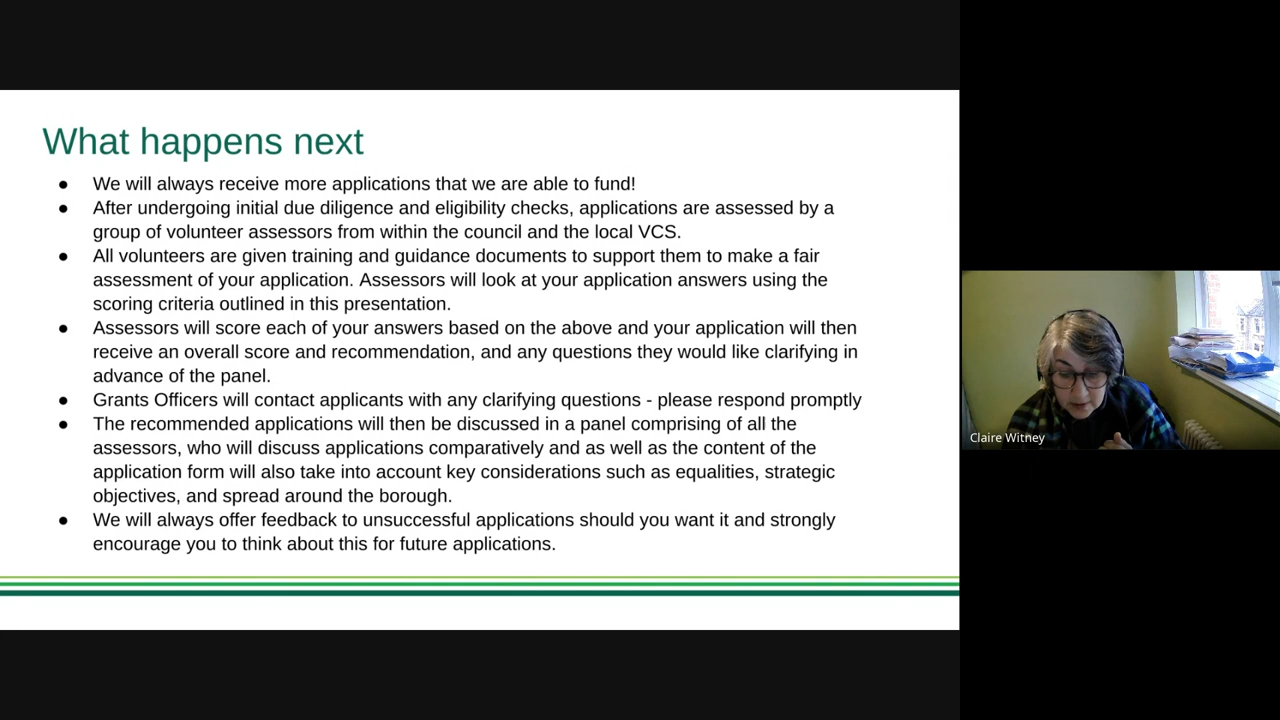 What happens next
● We will always receive more applications that we are able to fund!
● After undergoing initial due diligence and eligibility checks, applications are assessed by a
group of volunteer assessors from within the council and the local VCS.
● All volunteers are given training and guidance documents to support them to make a fair
assessment of your application. Assessors will look at your application answers using the
scoring criteria outlined in this presentation.
● Assessors will score each of your answers based on the above and your application will then
receive an overall score and recommendation, and any questions they would like clarifying in
advance of the panel.
● Grants Officers will contact applicants with any clarifying questions - please respond promptly
● The recommended applications will then be discussed in a panel comprising of all the
assessors, who will discuss applications comparatively and as well as the content of the
application form will also take into account key considerations such as equalities, strategic
objectives, and spread around the borough.
● We will always offer feedback to unsuccessful applications should you want it and strongly
encourage you to think about this for future applications.
Claire Witney